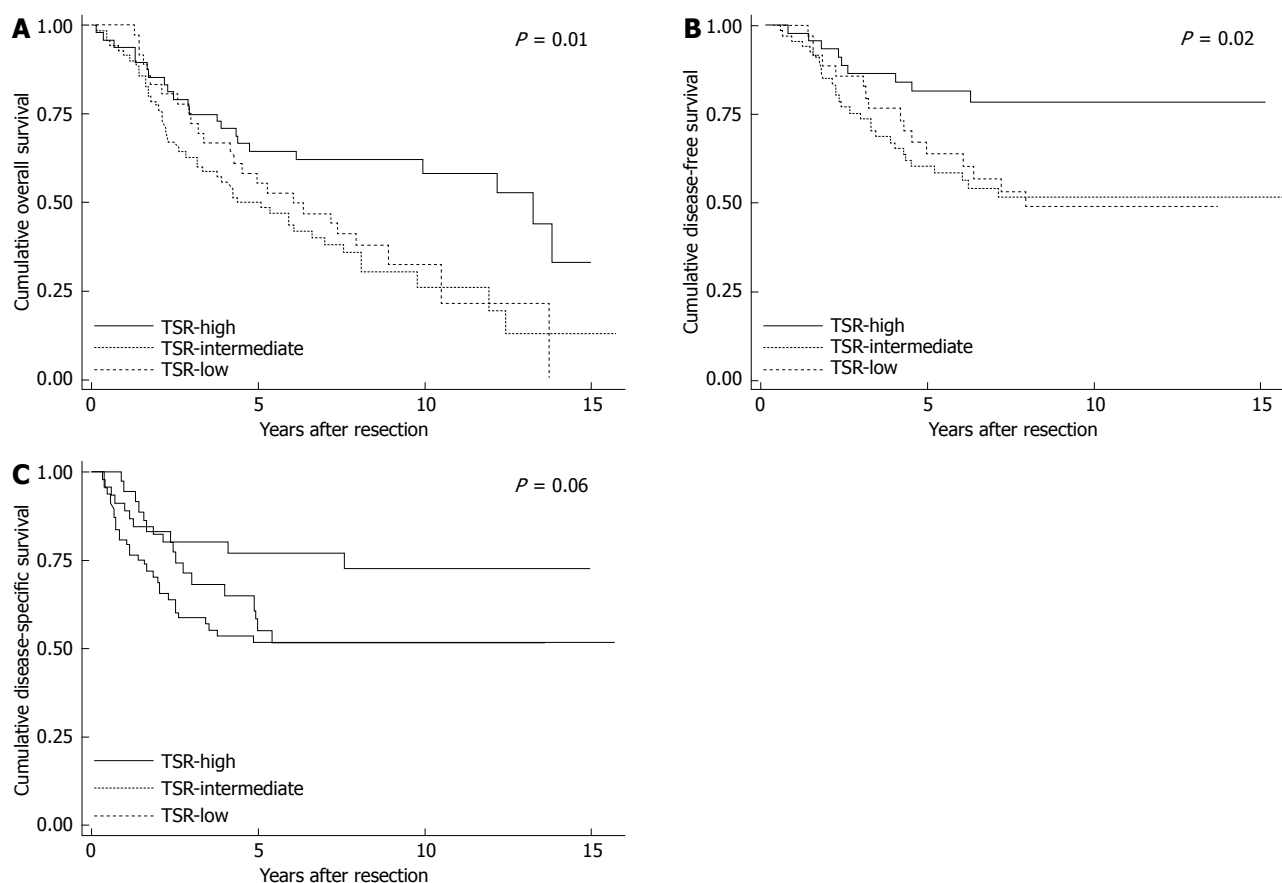 A
P = 0.01
Cumulative overall survival
1.00
0.75
0.50
0.25
0.00
TSR-high
TSR-intermediate
TSR-low
0 5 10 15
Years after resection
B
P = 0.02
Cumulative disease-free survival
1.00
0.75
0.50
0.25
0.00
TSR-high
TSR-intermediate
TSR-low
0 5 10 15
Years after resection
C
P = 0.06
Cumulative disease-specific survival
1.00
0.75
0.50
0.25
0.00
TSR-high
TSR-intermediate
TSR-low
0 5 10 15
Years after resection